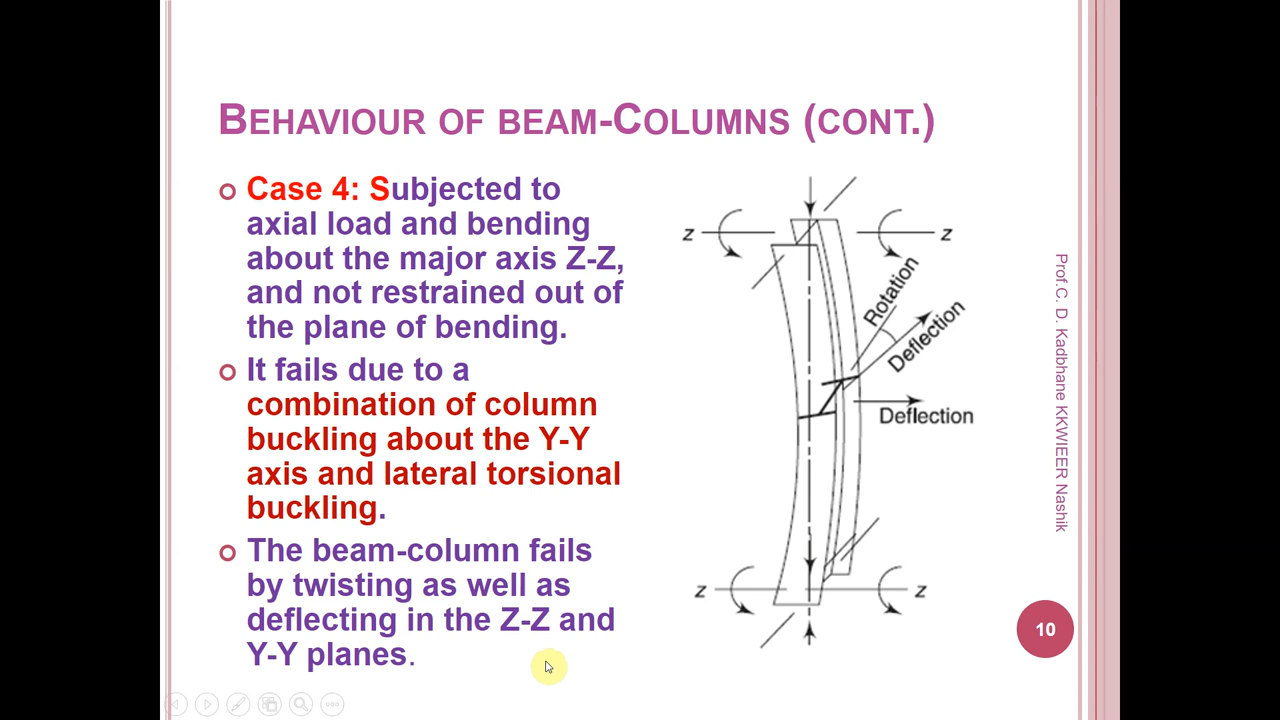 BEHAVIOUR OF BEAM-COLUMNS (CONT.)
Case 4: Subjected to
axial load and bending
about the major axis Z-Z,
and not restrained out of
the plane of bending.
It fails due to a
combination of column
buckling about the Y-Y
axis and lateral torsional
buckling.
The beam-column fails
by twisting as well as
deflecting in the Z-Z and
Y-Y planes.
z
z
Rotation
Deflection
Deflection
z
z
Prof.C. D. Kadbhane KKWIEER Nashik
10